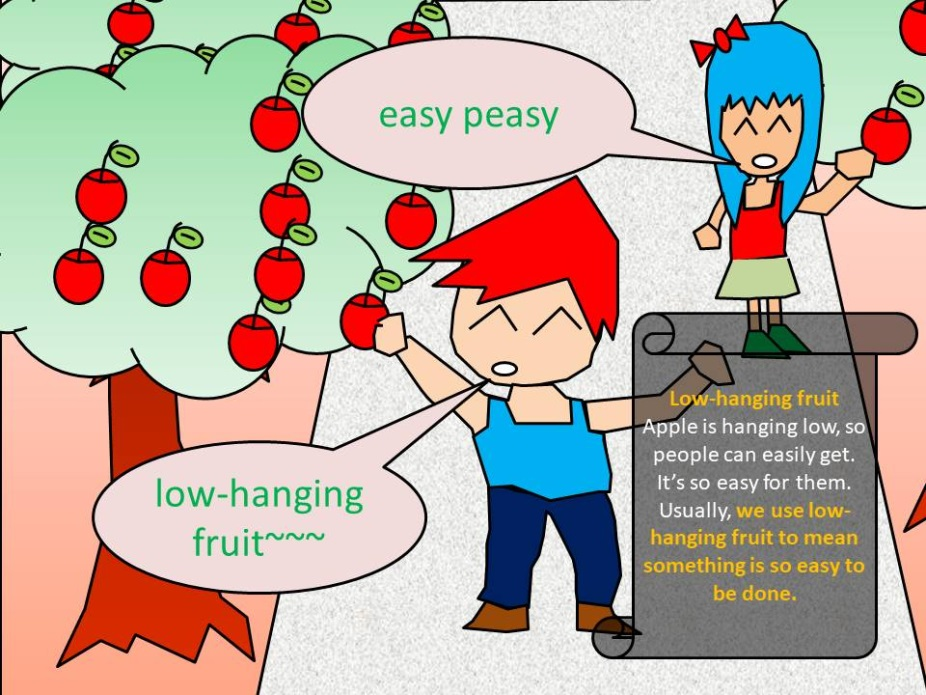 easy peasy
low-hanging
fruit~~~
Low-hanging fruit
Apple is hanging low, so
people can easily get.
It's so easy for them.
Usually, we use low-
hanging fruit to mean
something is so easy to
be done.